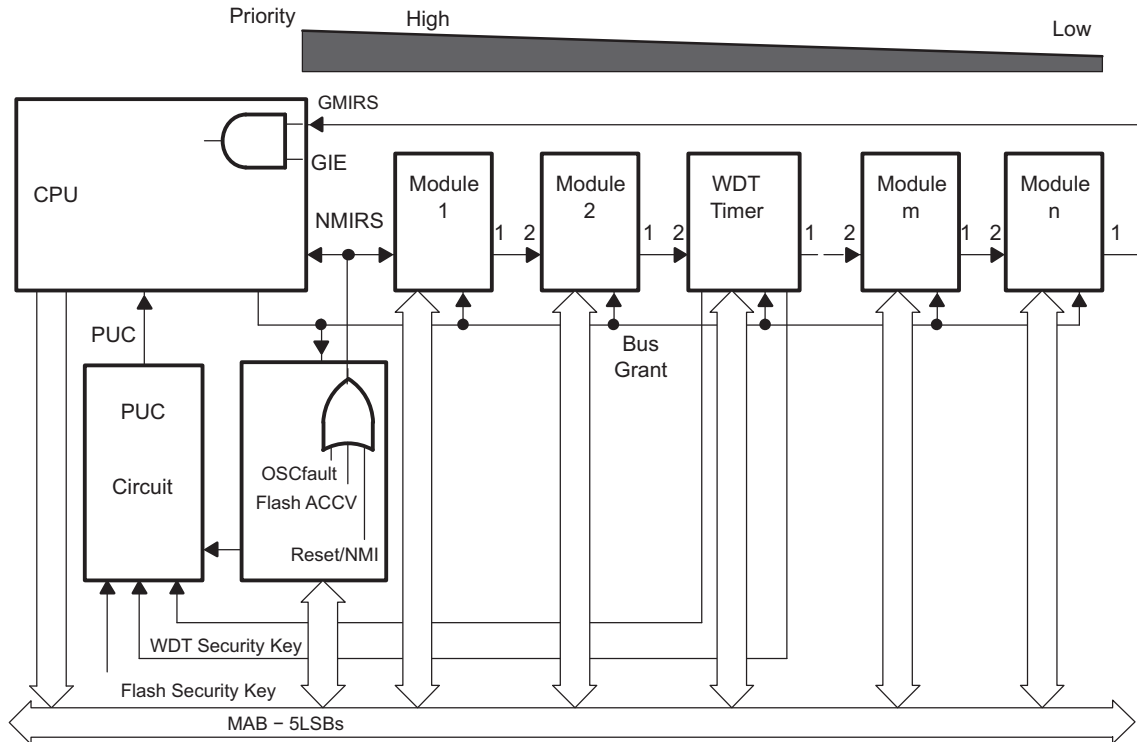 Priority
High
Low
GMIRS
GIE
CPU
NMIRS
Module
1
Module
2
WDT
Timer
Module
m
Module
n
1 2
1 2
1
2
1 2
1
PUC
Bus
Grant
PUC
Circuit
OSCfault
Flash ACCV
Reset/NMI
WDT Security Key
Flash Security Key
MAB − 5LSBs